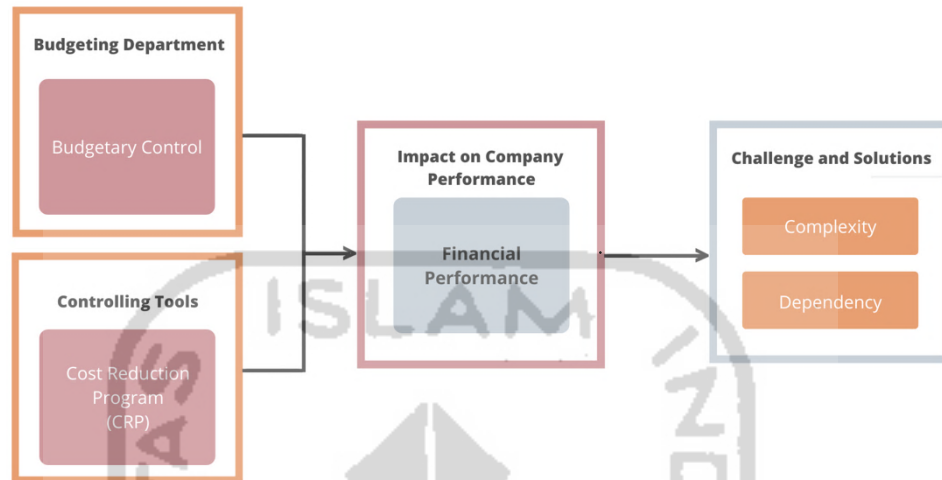 Budgeting Department
Budgetary Control
Controlling Tools
Cost Reduction
Program
(CRP)
Impact on Company
Performance
Financial
Performance
Challenge and Solutions
Complexity
Dependency
ISLAM